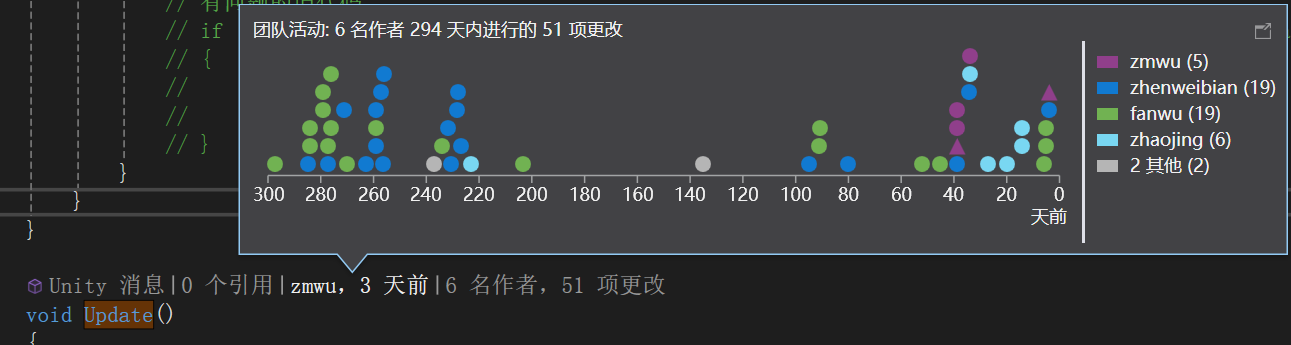 //
// if
// {
//
//
// }
}
}
}
团队活动: 6 名作者 294 天内进行的 51 项更改
zmwu (5)
zhenweibian (19)
fanwu (19)
zhaojing (6)
2 其他 (2)
300 280 260 240 220 200 180 160 140 120 100 80 60 40 20 0
天前
Unity 消息|0 个引用|zmwu, 3 天前|6 名作者, 51 项更改
void Update()
{